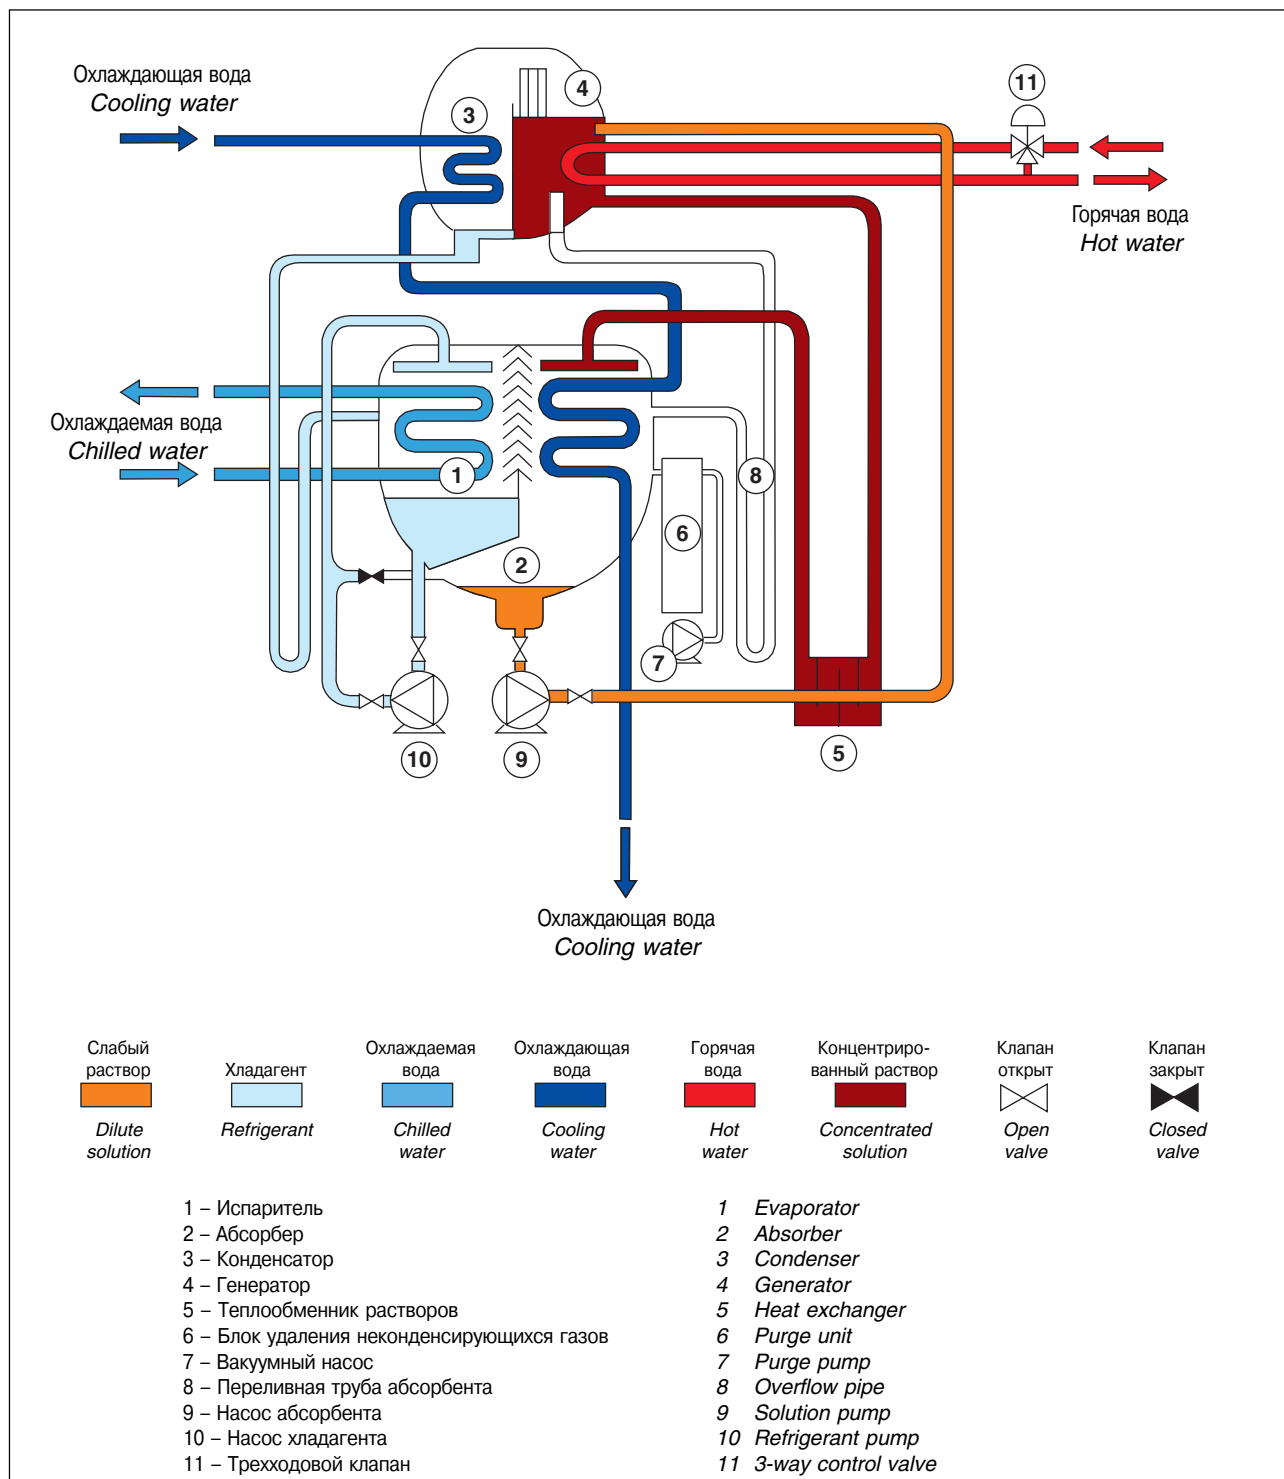 Охлаждающая вода
Cooling water
4
3
11
Горячая вода
Hot water
Охлаждаемая вода
Chilled water
1
8
6
2
7
10
9
5
Охлаждающая вода
Cooling water
Слабый
раствор
Dilute
solution
Хладагент
Refrigerant
Охлаждаемая
вода
Chilled
water
Охлаждающая
вода
Cooling
water
Горячая
вода
Hot
water
Концентриро-
ванный раствор
Concentrated
solution
Клапан
открыт
Open
valve
Клапан
закрыт
Closed
valve
1 – Испаритель
2 – Абсорбер
3 – Конденсатор
4 – Генератор
5 – Теплообменник растворов
6 – Блок удаления неконденсирующихся газов
7 – Вакуумный насос
8 – Переливная труба абсорбента
9 – Насос абсорбента
10 – Насос хладагента
11 – Трехходовой клапан
1 Evaporator
2 Absorber
3 Condenser
4 Generator
5 Heat exchanger
6 Purge unit
7 Purge pump
8 Overflow pipe
9 Solution pump
10 Refrigerant pump
11 3-way control valve